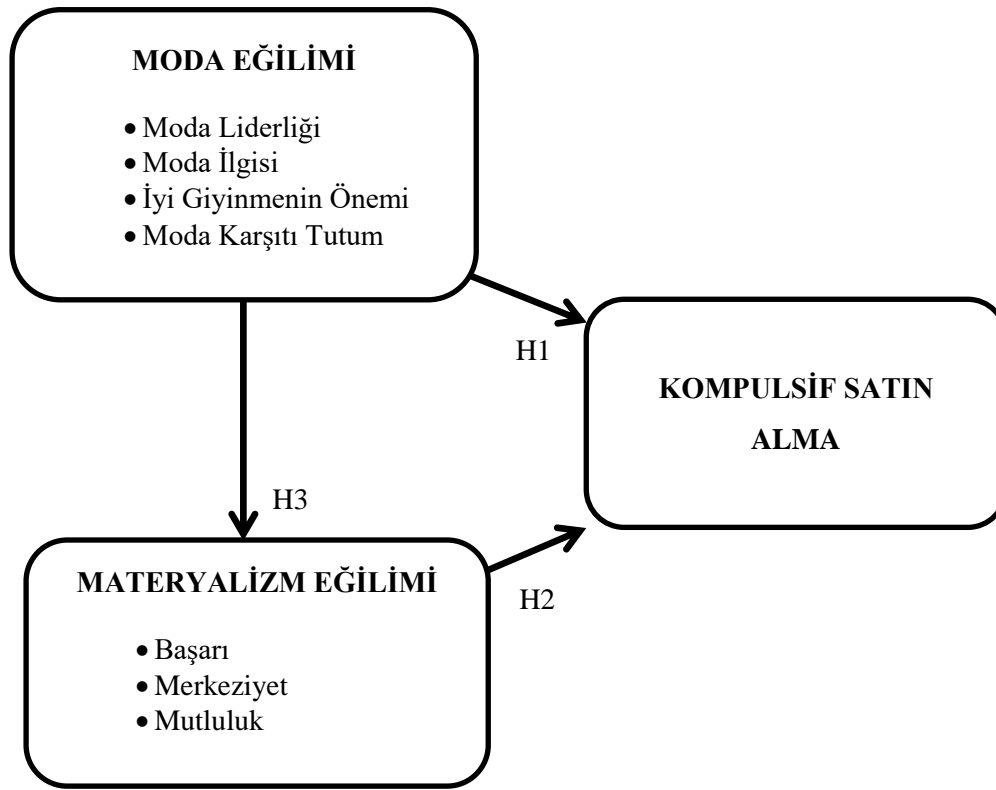 MODA EĞİLİMİ
• Moda Liderliği
• Moda İlgisi
• İyi Giyinmenin Önemi
• Moda Karşıtı Tutum
H1
KOMPULSİF SATIN
ALMA
H3
MATERYALİZM EĞİLİMİ
H2
• Başarı
• Merkeziyet
• Mutluluk